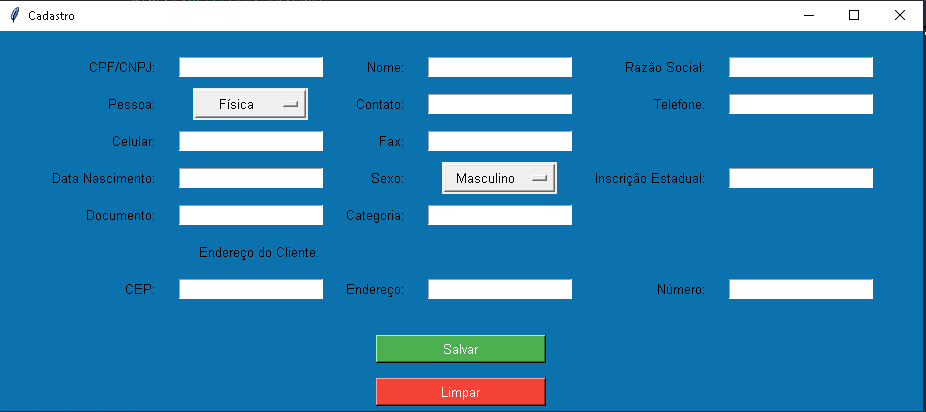 Cadastro
CPF/CNPJ: Nome: Razão Social:
Pessoa: Física Contato: Telefone:
Celular: Fax:
Data Nascimento: Sexo: Masculino Inscrição Estadual:
Documento: Categoria:
Endereço do Cliente:
CEP: Endereço: Número:
Salvar
Limpar